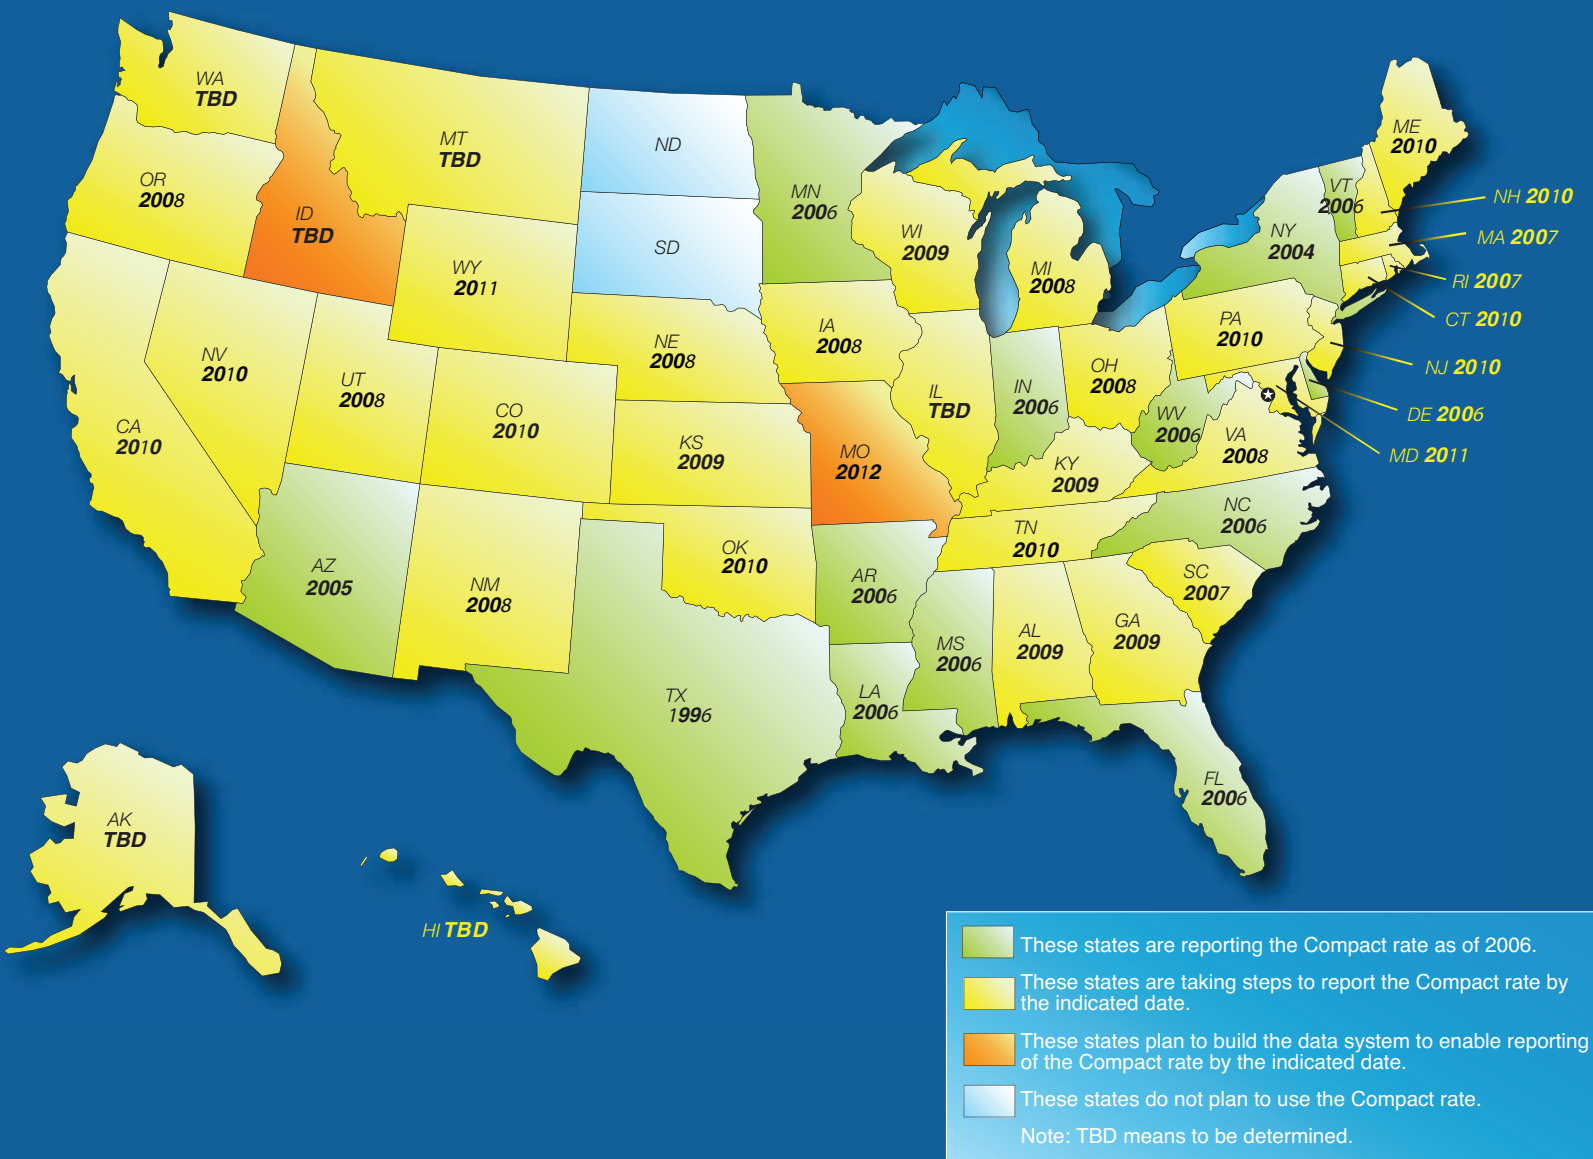 WA
TBD
MT
TBD
ND
ME
2010
OR
2008
ID
TBD
MN
2006
VT
2006
NH 2010
SD
WI
2009
NY
2004
MA 2007
WY
2011
MI
2008
RI 2007
CT 2010
NV
2010
UT
2008
NE
2008
IA
2008
PA
2010
NJ 2010
CA
2010
CO
2010
KS
2009
MO
2012
IL
TBD
IN
2006
OH
2008
WV
2006
VA
2008
DE 2006
MD 2011
KY
2009
AZ
2005
NM
2008
OK
2010
AR
2006
TN
2010
NC
2006
SC
2007
TX
1996
LA
2006
MS
2006
AL
2009
GA
2009
FL
2006
AK
TBD
HI TBD
These states are reporting the Compact rate as of 2006.
These states are taking steps to report the Compact rate by
the indicated date.
These states plan to build the data system to enable reporting
of the Compact rate by the indicated date.
These states do not plan to use the Compact rate.
Note: TBD means to be determined.